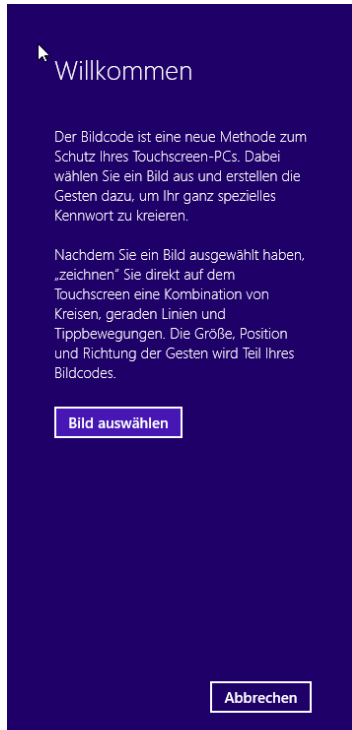 Willkommen
Der Bildcode ist eine neue Methode zum
Schutz Ihres Touchscreen-PCs. Dabei
wählen Sie ein Bild aus und erstellen die
Gesten dazu, um Ihr ganz spezielles
Kennwort zu kreieren.
Nachdem Sie ein Bild ausgewählt haben,
„zeichnen“ Sie direkt auf dem
Touchscreen eine Kombination von
Kreisen, geraden Linien und
Tippbewegungen. Die Größe, Position
und Richtung der Gesten wird Teil Ihres
Bildcodes.
Bild auswählen
Abbrechen